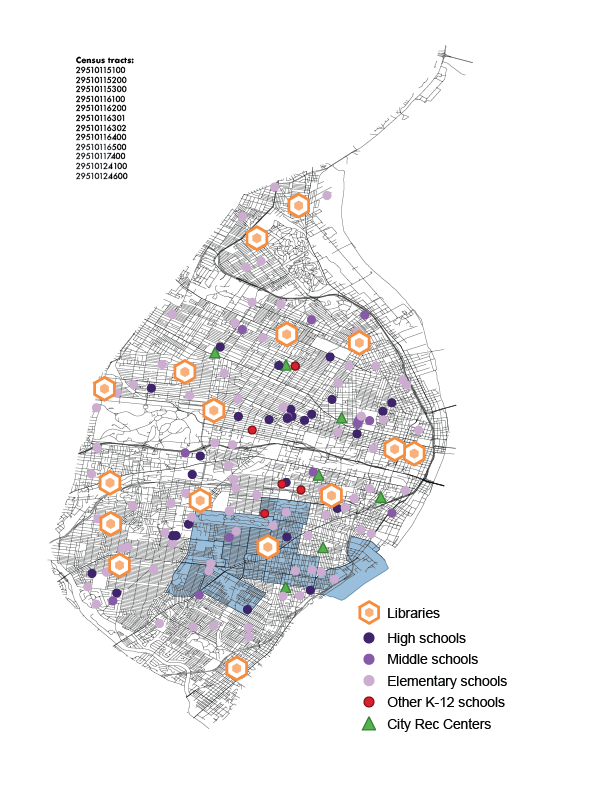 Census tracts:
29510115100
29510115200
29510115300
29510116100
29510116200
29510116301
29510116302
29510116400
29510116500
29510117400
29510124100
29510124600
Libraries
High schools
Middle schools
Elementary schools
Other K-12 schools
City Rec Centers